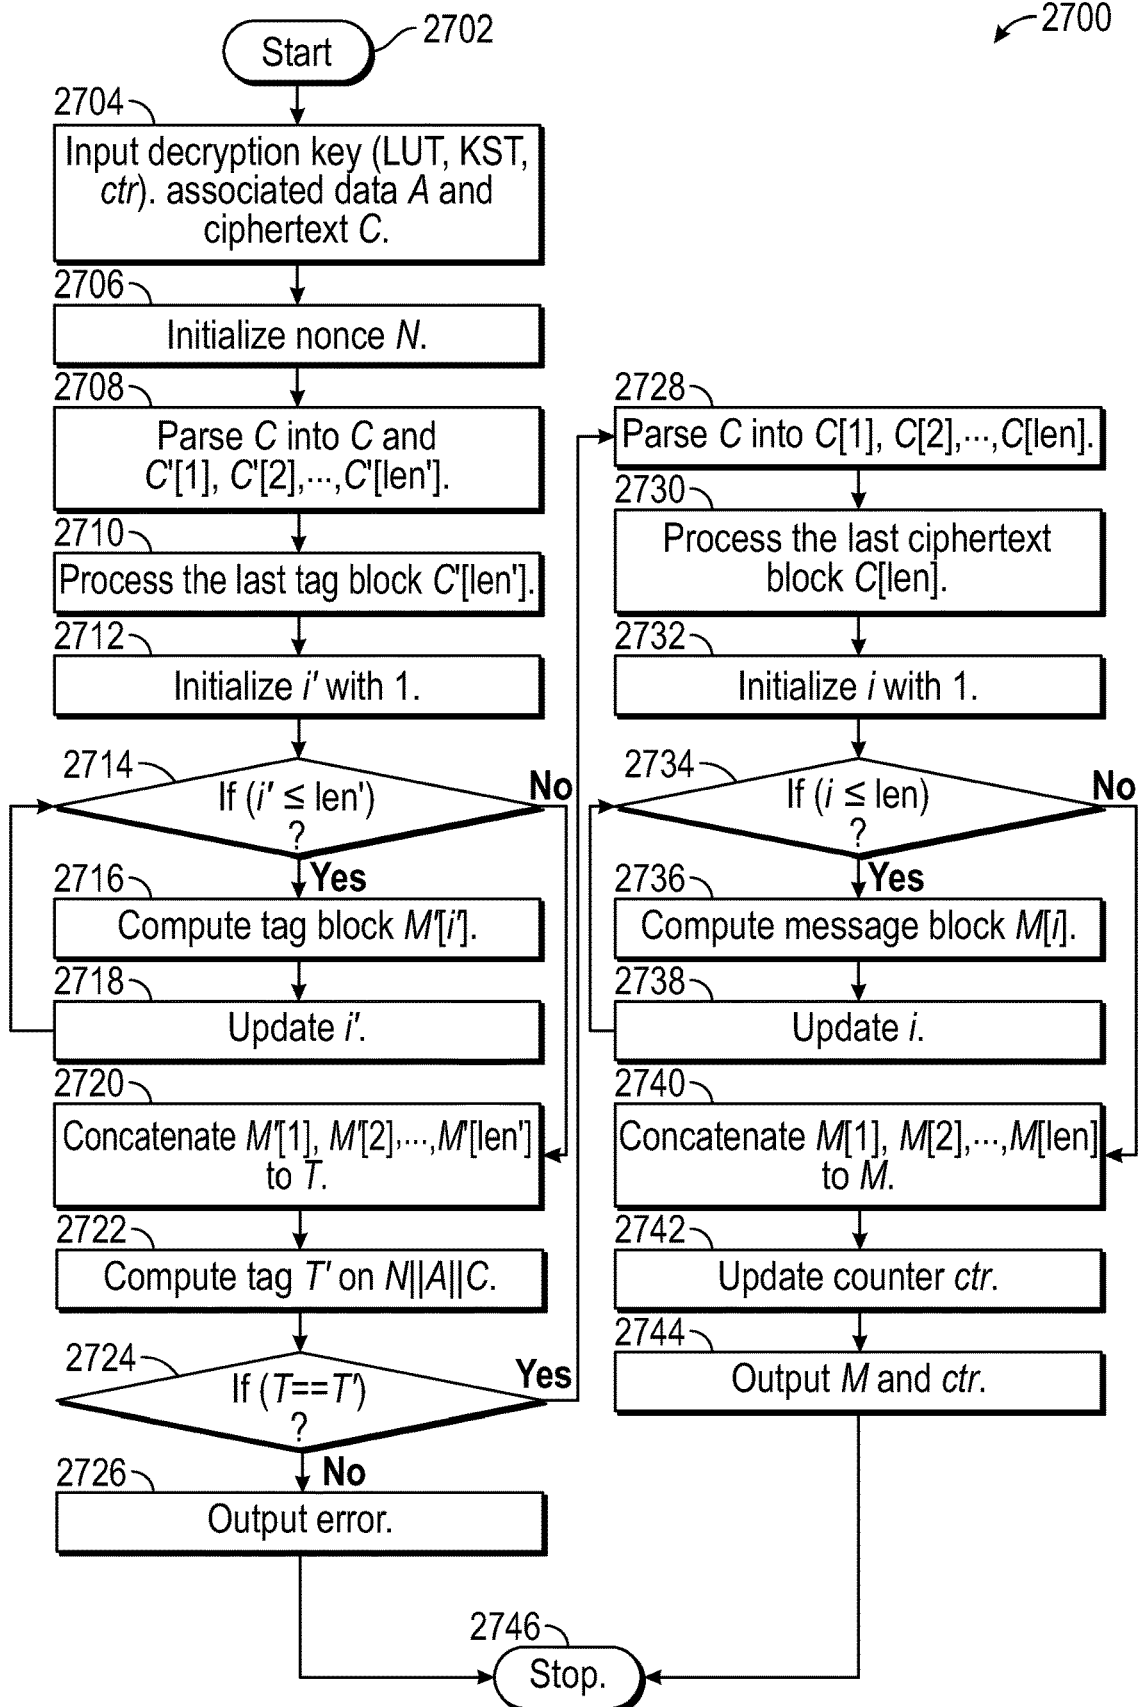 2700
Start
2702
2704
Input decryption key (LUT, KST,
ctr). associated data A and
ciphertext C.
2706
Initialize nonce N.
2708
Parse C into C and
C'[1], C'[2],···,C'[len'].
2710
Process the last tag block C'[len'].
2712
Initialize i' with 1.
2714
If (i' ≤ len')
?
No
Yes
2716
Compute tag block M'[i'].
2718
Update i'.
2720
Concatenate M'[1], M'[2],···,M'[len']
to T.
2722
Compute tag T' on N||A||C.
2724
If (T==T')
?
Yes
No
2726
Output error.
2728
Parse C into C[1], C[2],···,C[len].
2730
Process the last ciphertext
block C[len].
2732
Initialize i with 1.
2734
If (i ≤ len)
?
No
Yes
2736
Compute message block M[i].
2738
Update i.
2740
Concatenate M[1], M[2],···,M[len]
to M.
2742
Update counter ctr.
2744
Output M and ctr.
2746
Stop.